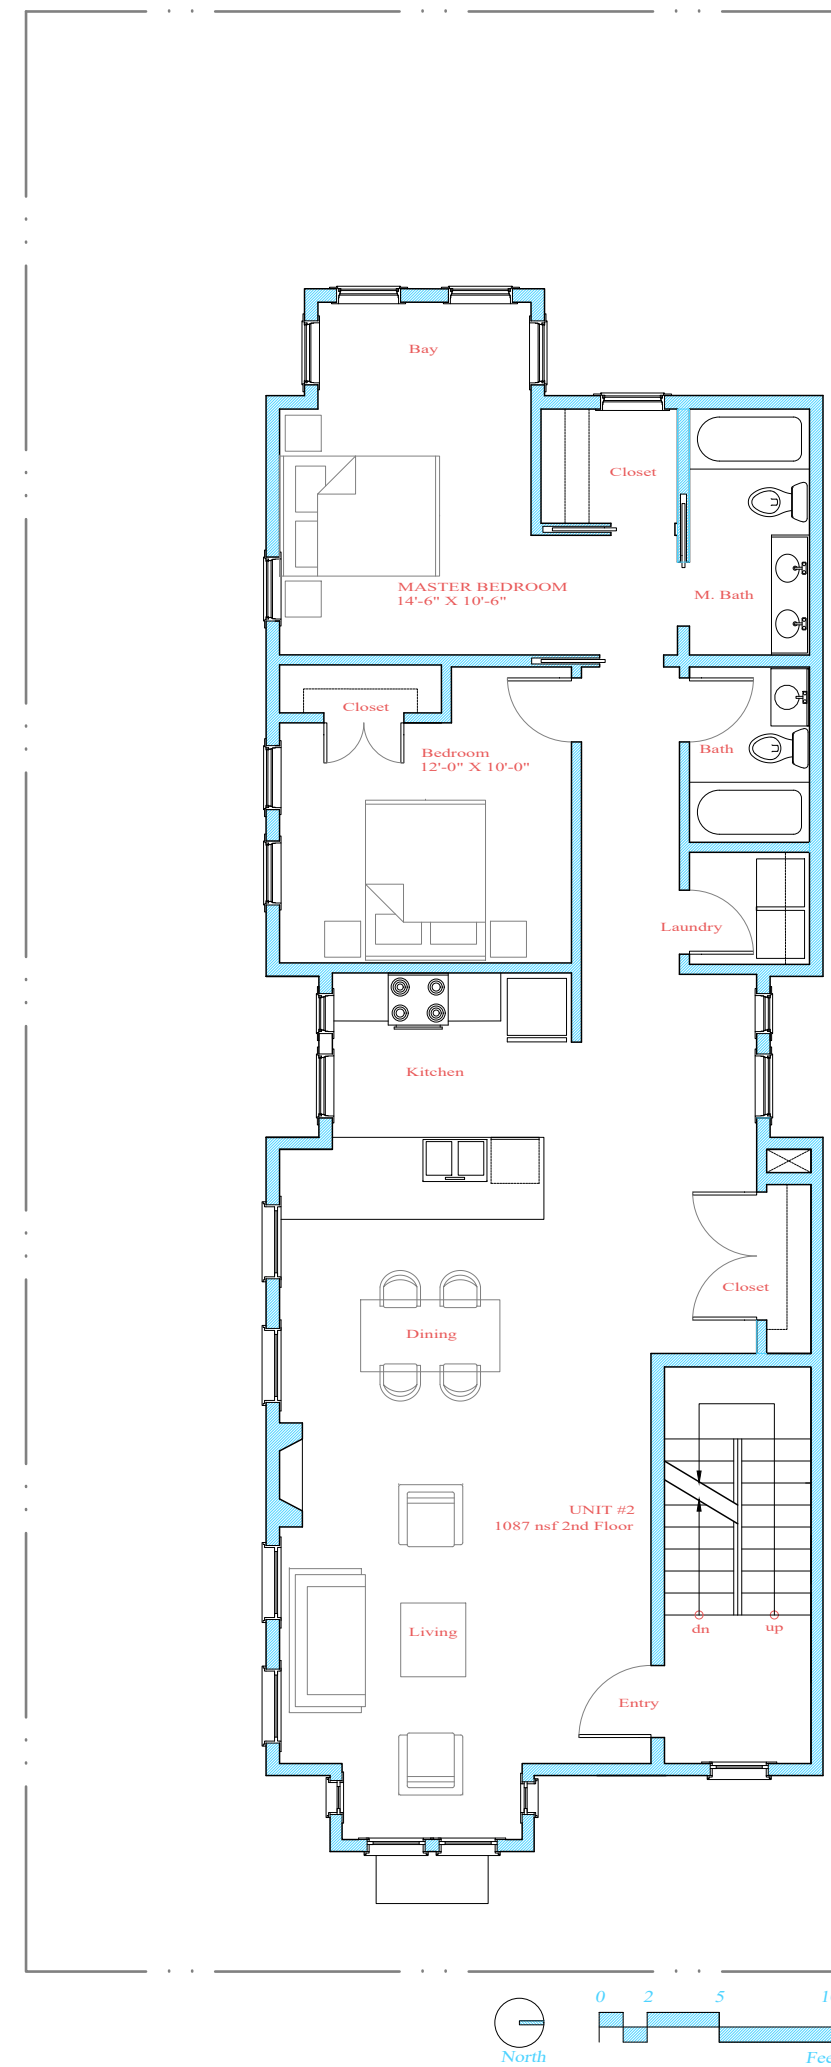 Bay
Closet
MASTER BEDROOM
14'-6" X 10'-6"
M. Bath
Closet
Bedroom
12'-0" X 10'-0"
Bath
Laundry
Kitchen
Closet
Dining
UNIT #2
1087 nsf 2nd Floor
dn
up
Living
Entry
0 2 5
North